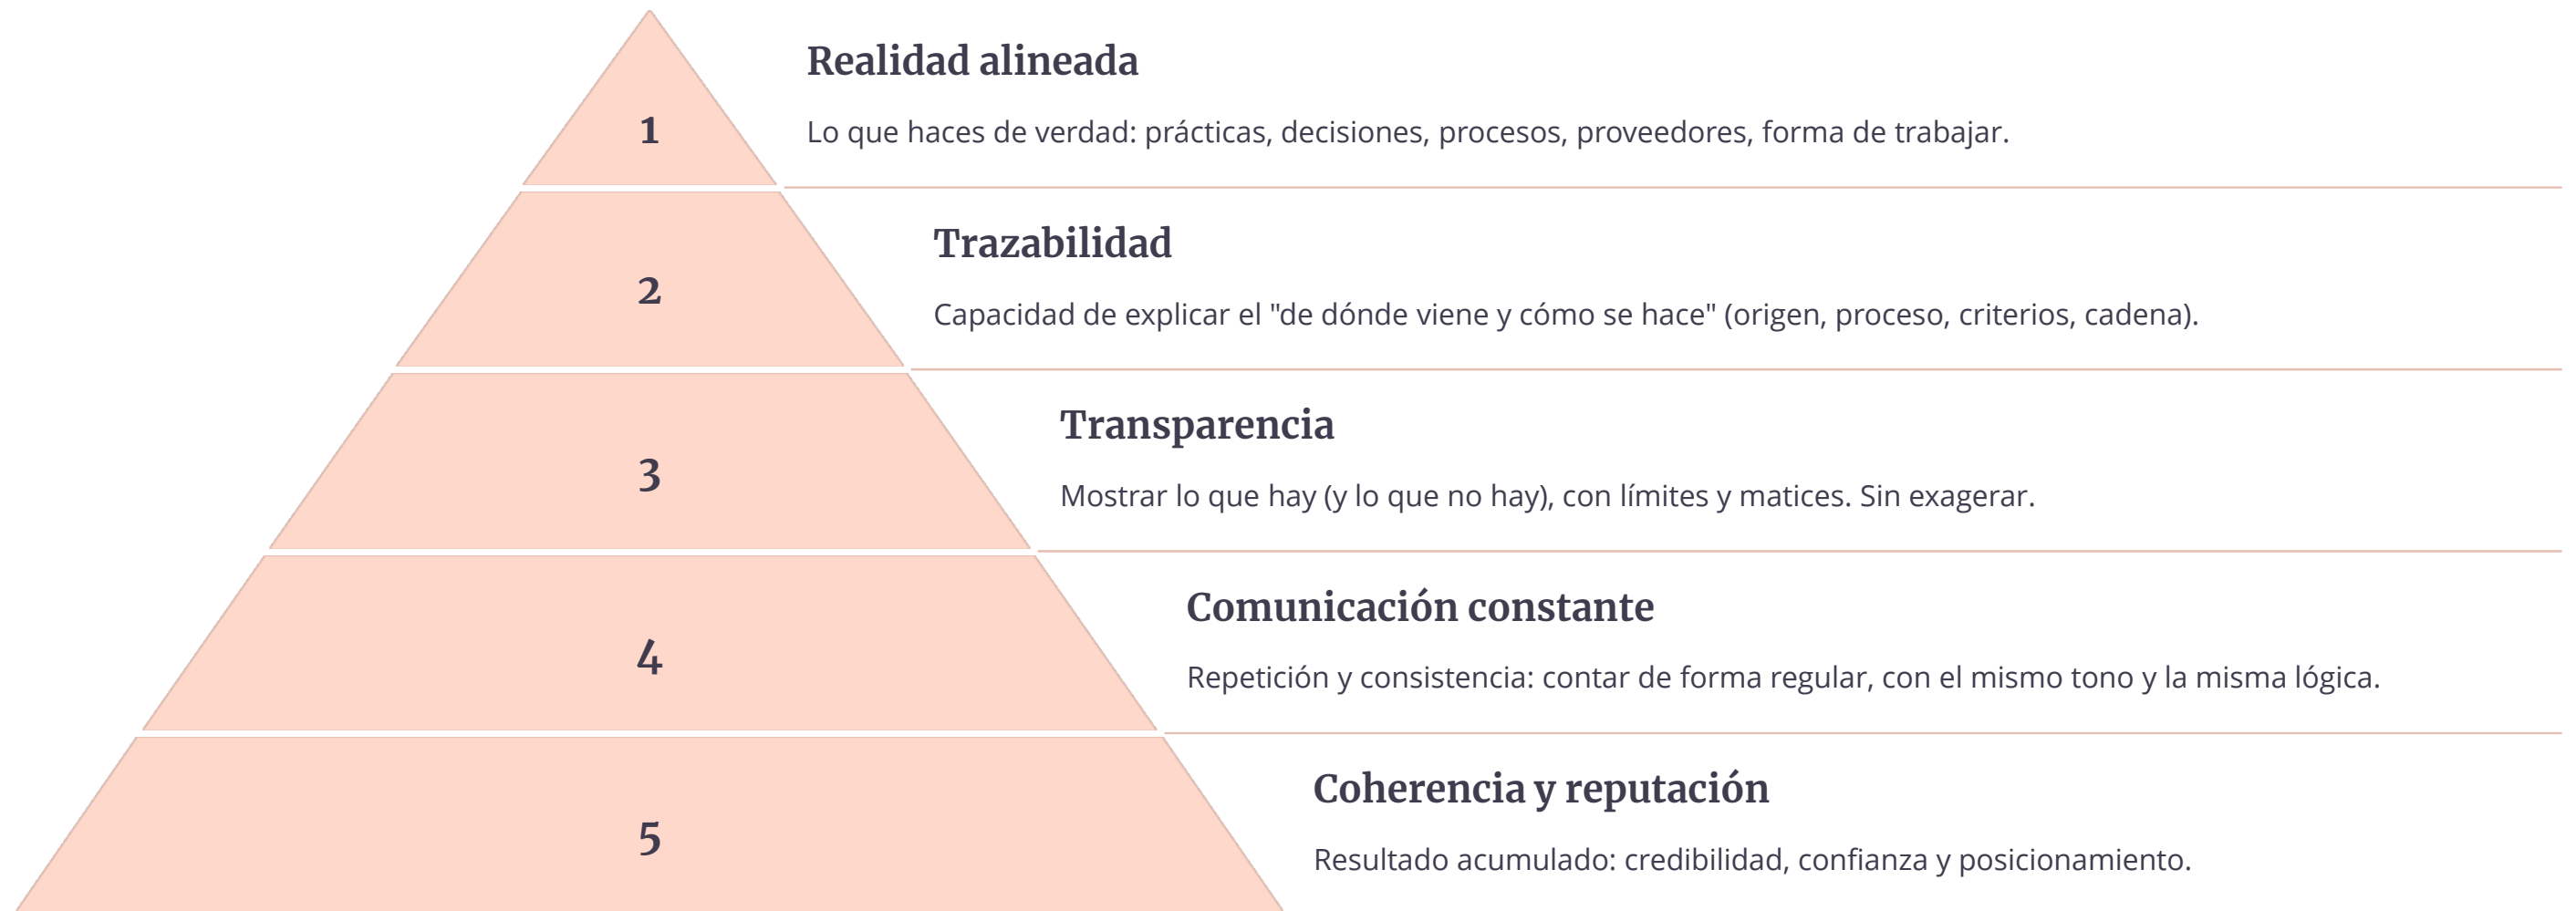 1
Realidad alineada
Lo que haces de verdad: prácticas, decisiones, procesos, proveedores, forma de trabajar.
2
Trazabilidad
Capacidad de explicar el "de dónde viene y cómo se hace" (origen, proceso, criterios, cadena).
3
Transparencia
Mostrar lo que hay (y lo que no hay), con límites y matices. Sin exagerar.
4
Comunicación constante
Repetición y consistencia: contar de forma regular, con el mismo tono y la misma lógica.
5
Coherencia y reputación
Resultado acumulado: credibilidad, confianza y posicionamiento.